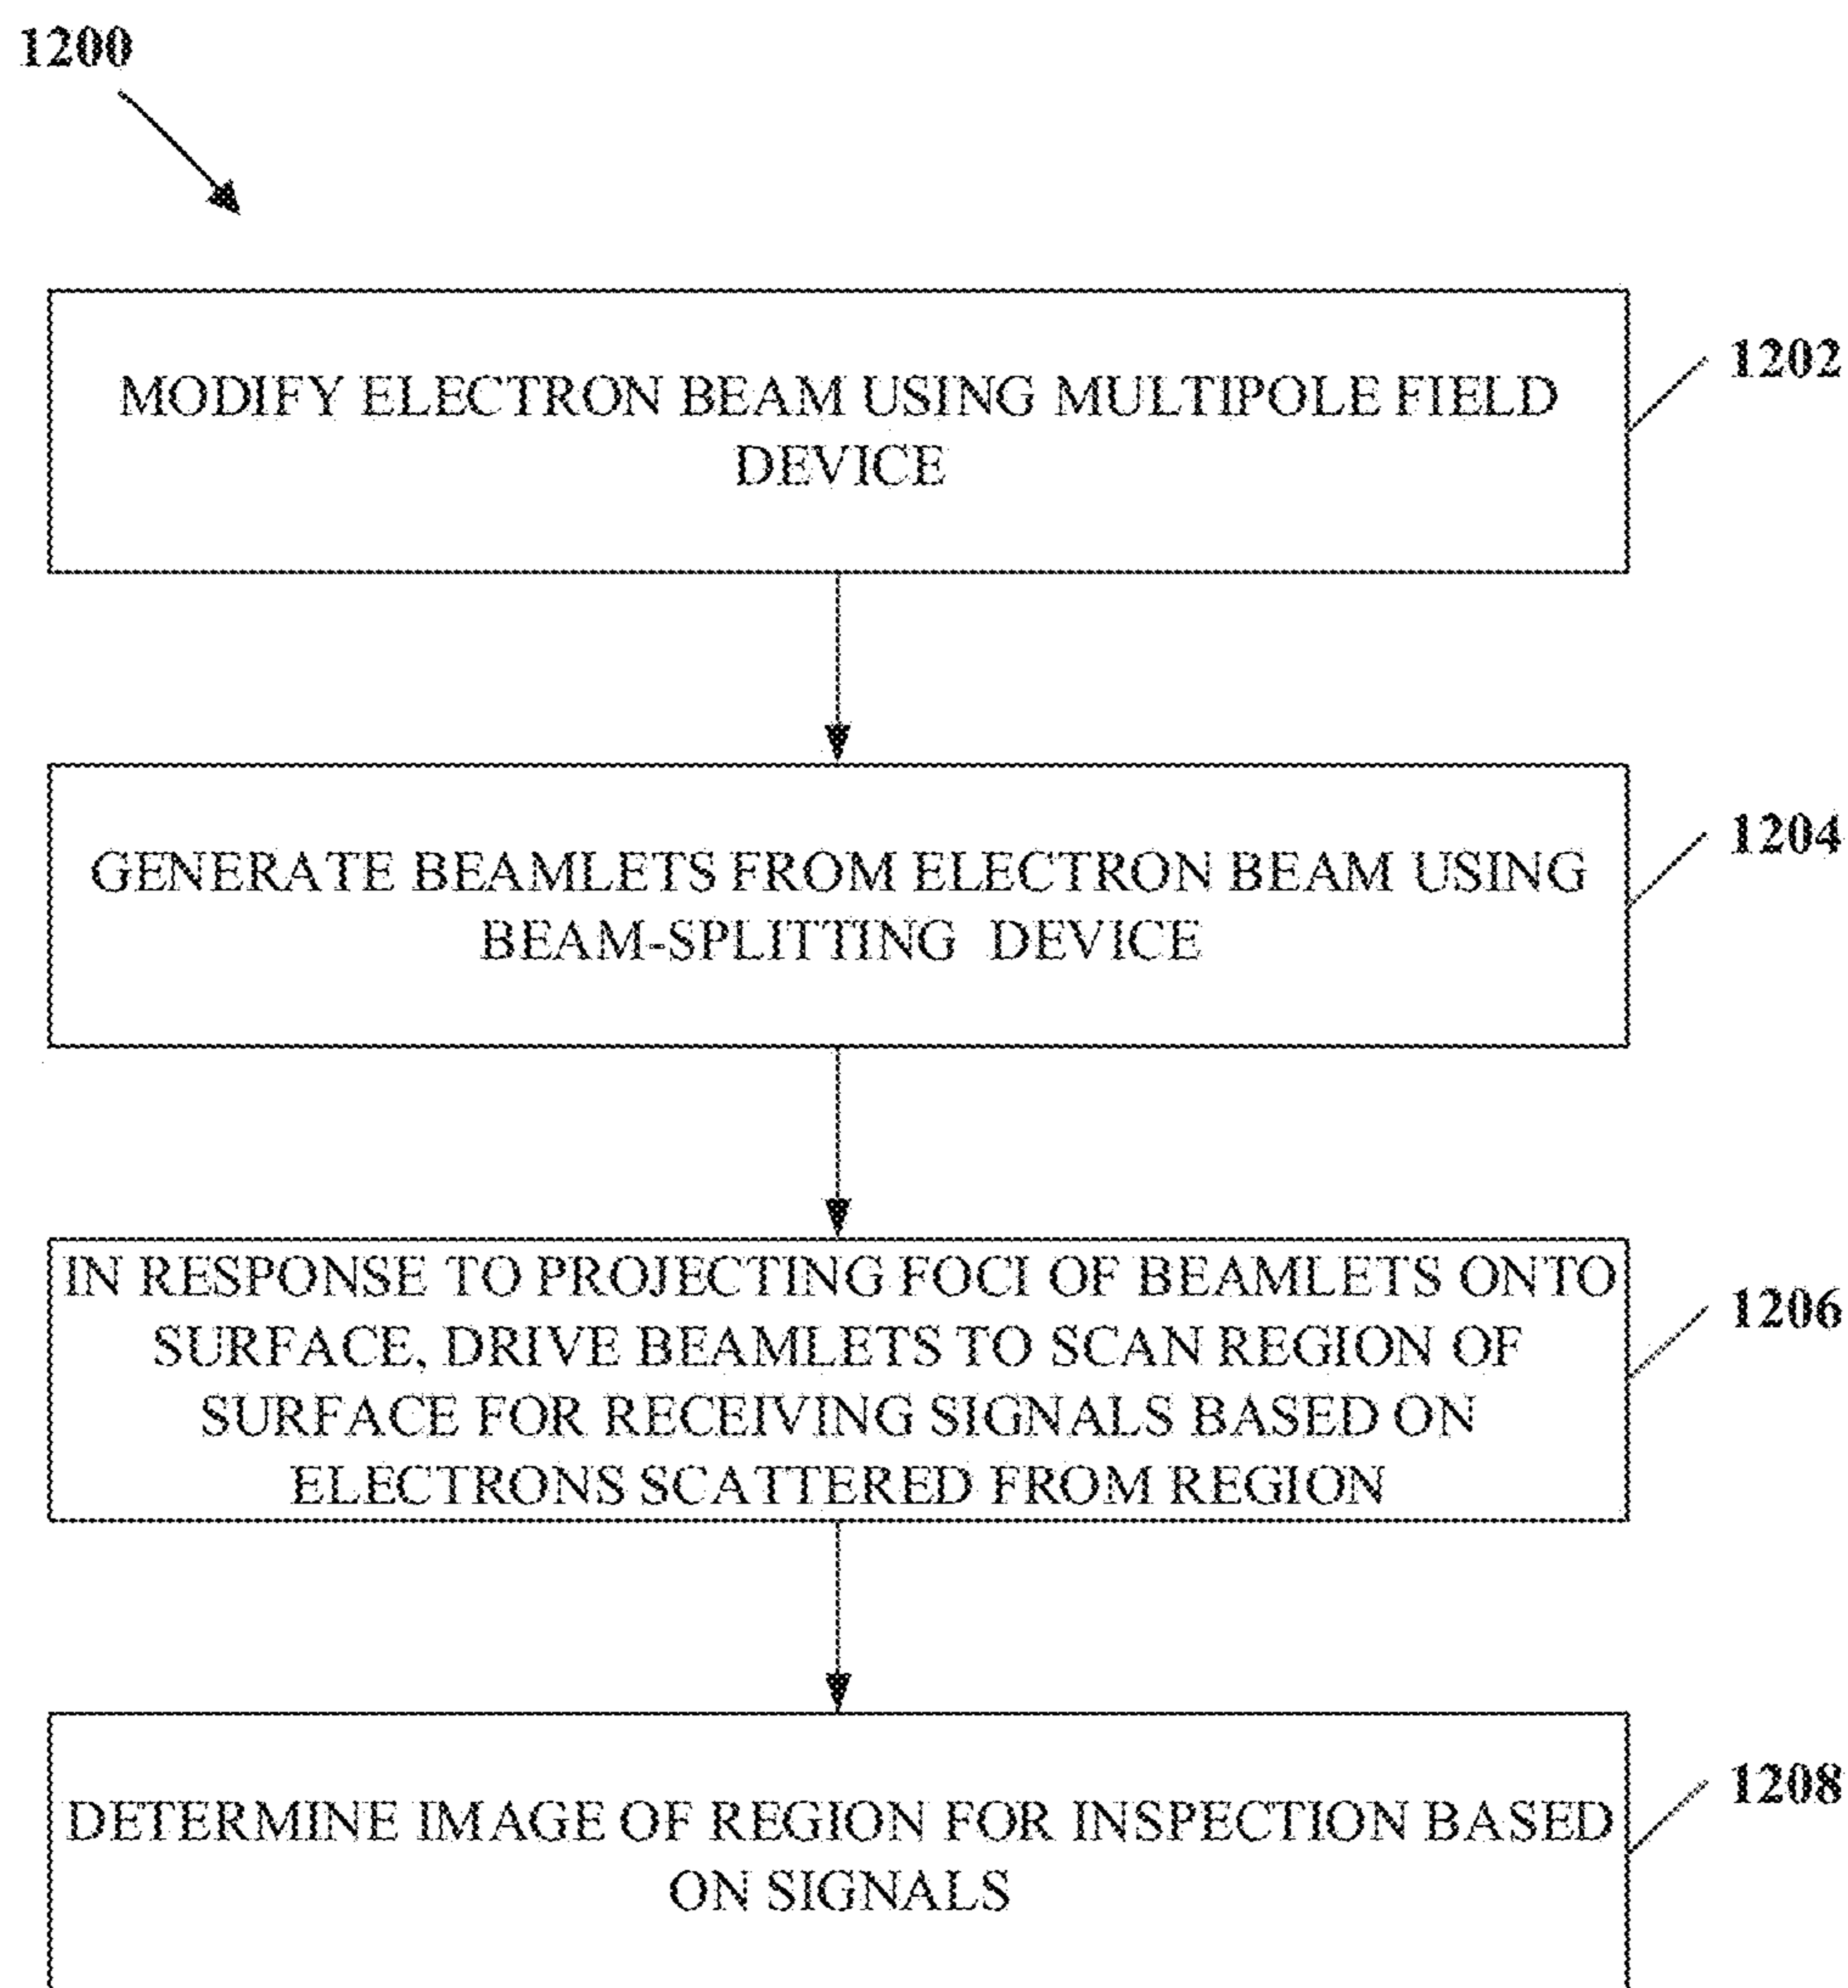 1200
MODIFY ELECTRON BEAM USING MULTIPOLE FIELD
DEVICE
1202
GENERATE BEAMLETS FROM ELECTRON BEAM USING
BEAM-SPLITTING DEVICE
1204
IN RESPONSE TO PROJECTING FOCI OF BEAMLETS ONTO
SURFACE, DRIVE BEAMLETS TO SCAN REGION OF
SURFACE FOR RECEIVING SIGNALS BASED ON
ELECTRONS SCATTERED FROM REGION
1206
DETERMINE IMAGE OF REGION FOR INSPECTION BASED
ON SIGNALS
1208